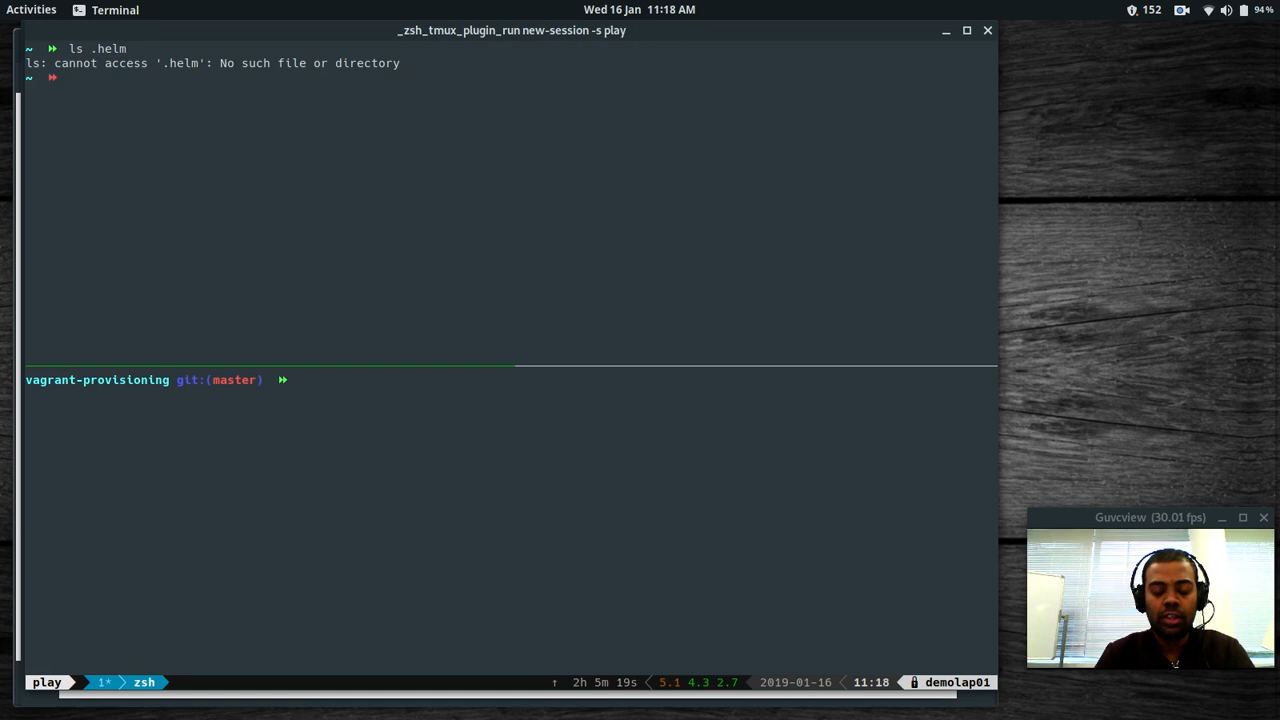 Activities Terminal Wed 16 Jan 11:18 AM 152 94%
_zsh_tmux_plugin_run new-session -s play
~ ls .helm
ls: cannot access '.helm': No such file or directory
~
vagrant-provisioning git:(master)
Guvcview (30.01 fps)
play 1* zsh ↑ 2h 5m 19s 5.1 4.3 2.7 2019-01-16 11:18 demolap01